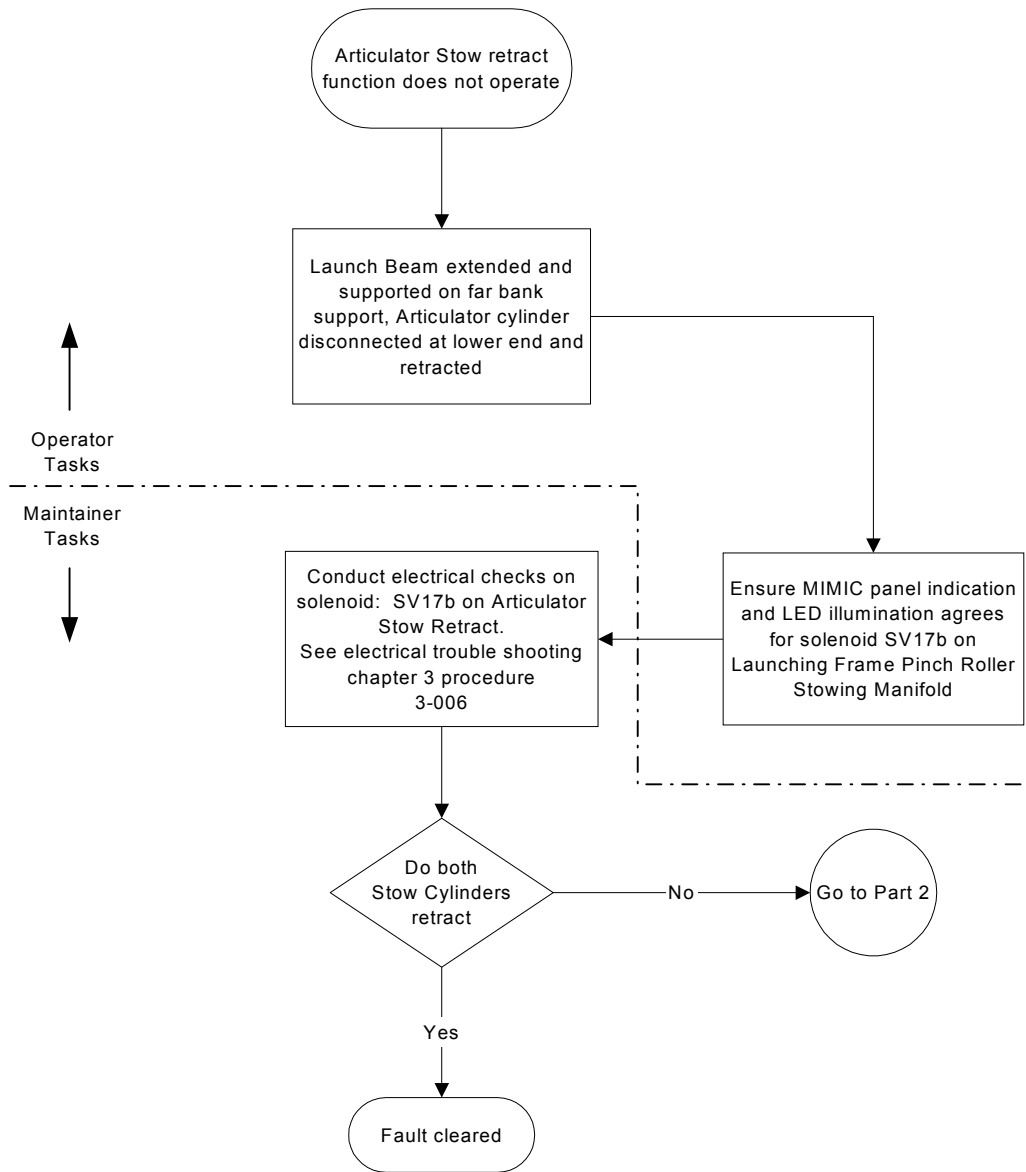 Articulator Stow retract
function does not operate
Launch Beam extended and
supported on far bank
support, Articulator cylinder
disconnected at lower end and
retracted
Operator
Tasks
Maintainer
Tasks
Ensure MIMIC panel indication
and LED illumination agrees
for solenoid SV17b on
Launching Frame Pinch Roller
Stowing Manifold
Conduct electrical checks on
solenoid: SV17b on Articulator
Stow Retract.
See electrical trouble shooting
chapter 3 procedure
3-006
Do both
Stow Cylinders
retract
No
Go to Part 2
Yes
Fault cleared